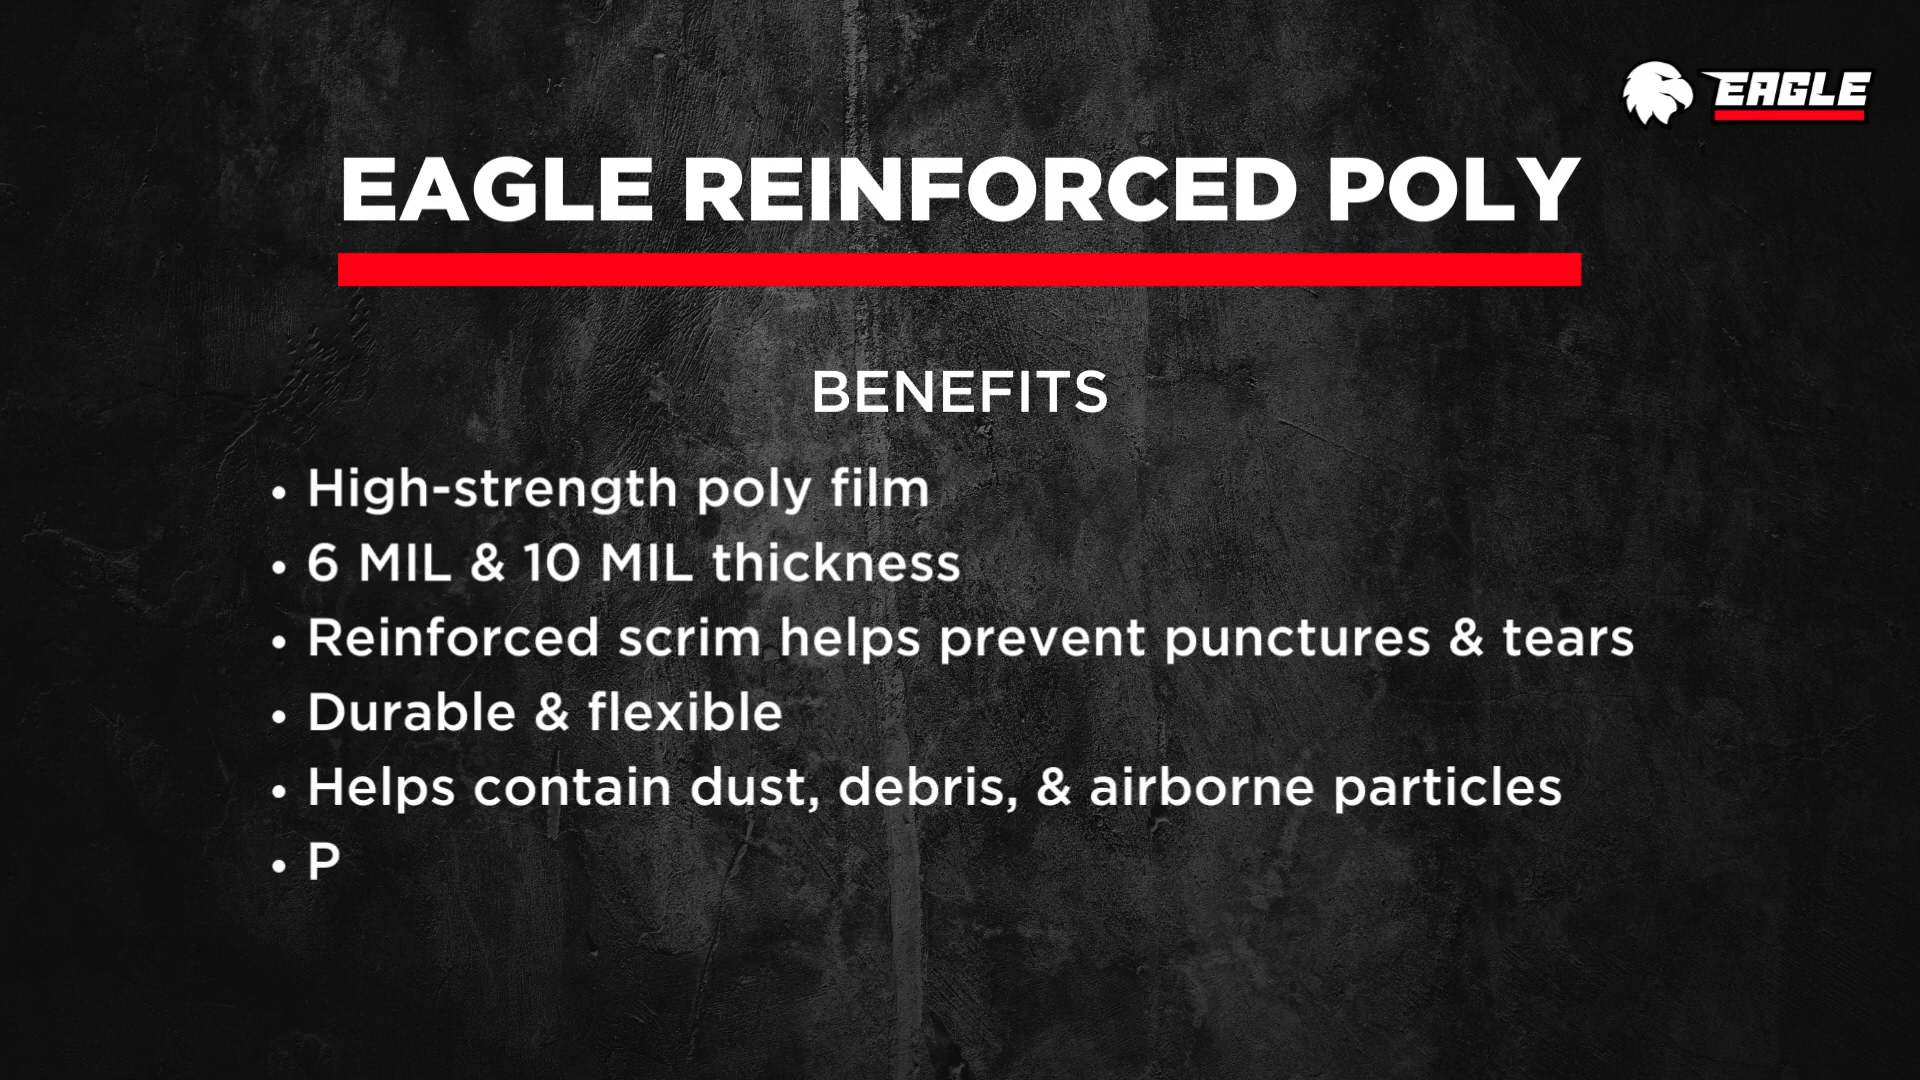 EAGLE
EAGLE REINFORCED POLY
BENEFITS
• High-strength poly film
• 6 MIL & 10 MIL thickness
• Reinforced scrim helps prevent punctures & tears
• Durable & flexible
• Helps contain dust, debris, & airborne particles
• P